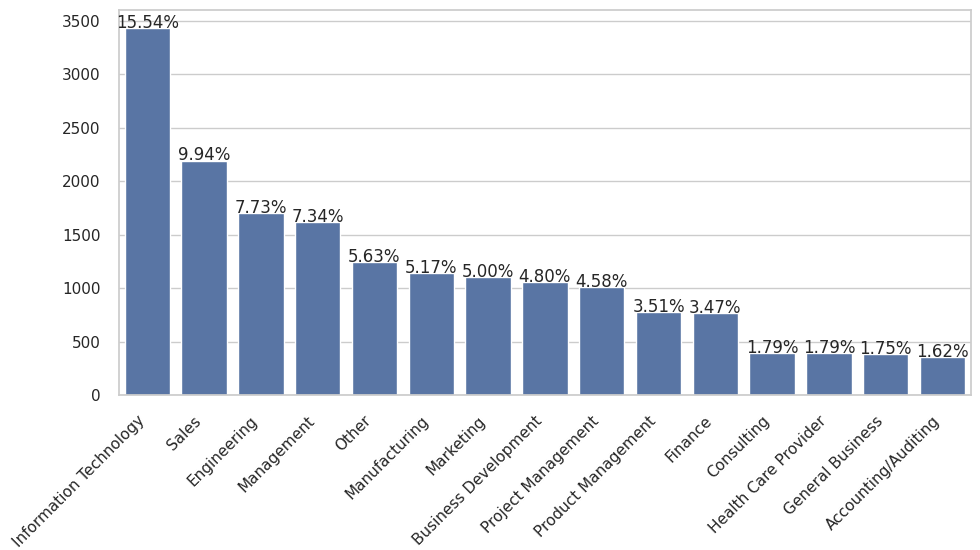 3500
3000
2500
2000
1500
1000
500
0
15.54%
9.94%
7.73%
7.34%
5.63%
5.17%
5.00%
4.80%
4.58%
3.51%
3.47%
1.79%
1.79%
1.75%
1.62%
Information Technology
Sales
Engineering
Management
Other
Manufacturing
Marketing
Business Development
Project Management
Product Management
Finance
Consulting
Health Care Provider
General Business
Accounting/Auditing